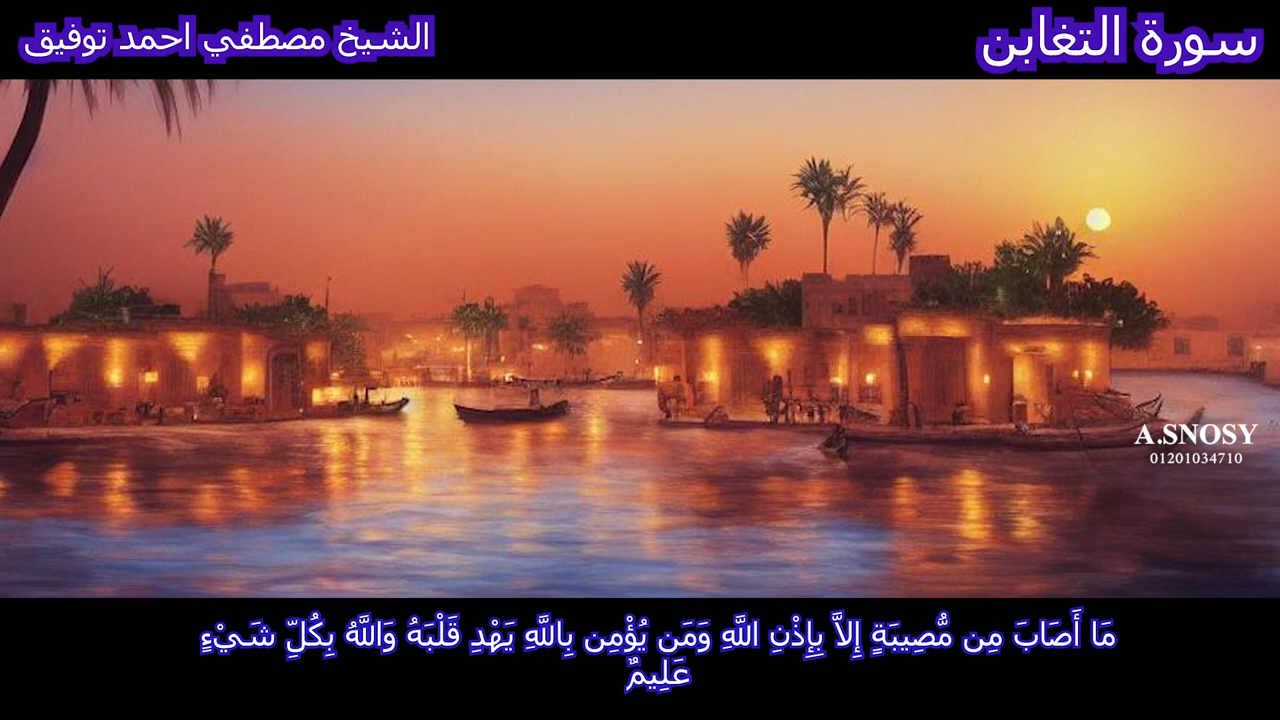 سورة التغابن
الشيخ مصطفي احمد توفيق
A.SNOSY
01201034710
مَا أَصَابَ مِن مُّصِيبَةٍ إِلاَّ بِإِذْنِ اللَّهِ وَمَن يُؤْمِن بِاللَّهِ يَهْدِ قَلْبَهُ وَاللَّهُ بِكُلِّ شَيْءٍ
عَلِيمٌ